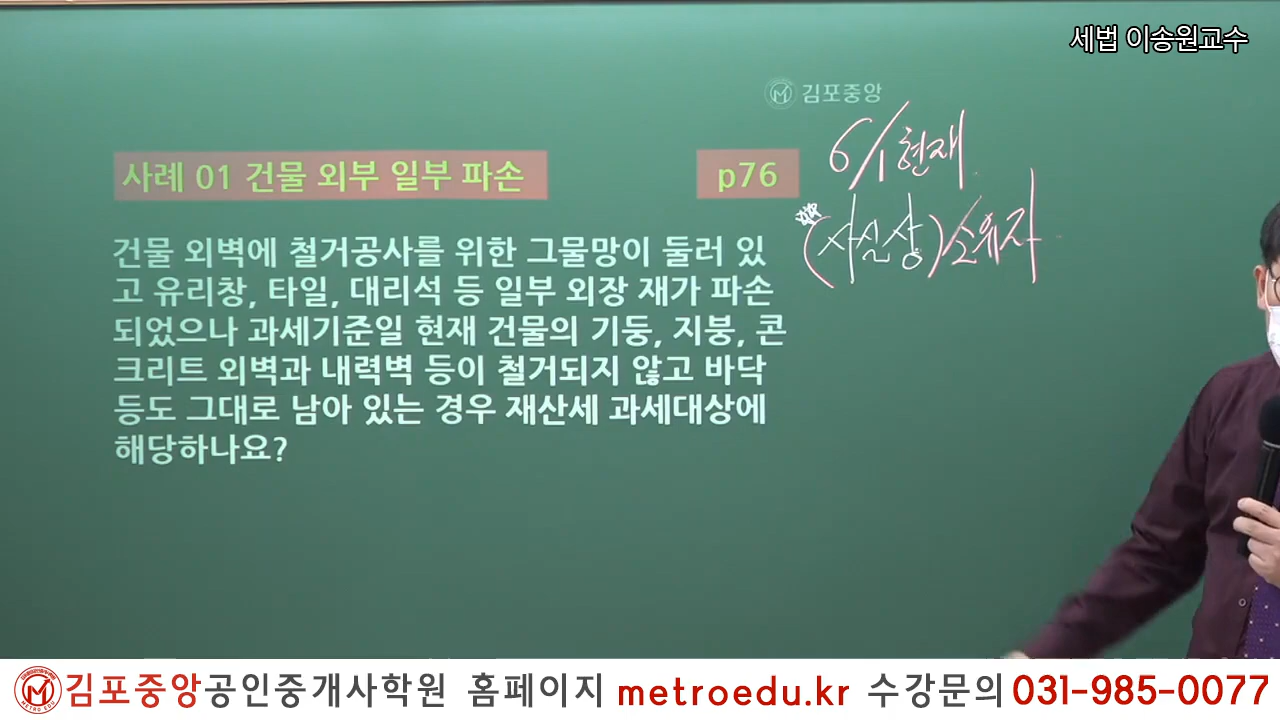 세법 이송원교수
김포중앙
6/1 현재
사례 01 건물 외부 일부 파손
p76
(사실상)소유자
건물 외벽에 철거공사를 위한 그물망이 둘러 있
고 유리창, 타일, 대리석 등 일부 외장 재가 파손
되었으나 과세기준일 현재 건물의 기둥, 지붕, 콘
크리트 외벽과 내력벽 등이 철거되지 않고 바닥
등도 그대로 남아 있는 경우 재산세 과세대상에
해당하나요?
김포중앙공인중개사학원 홈페이지 metroedu.kr 수강문의 031-985-0077
METRO EDU